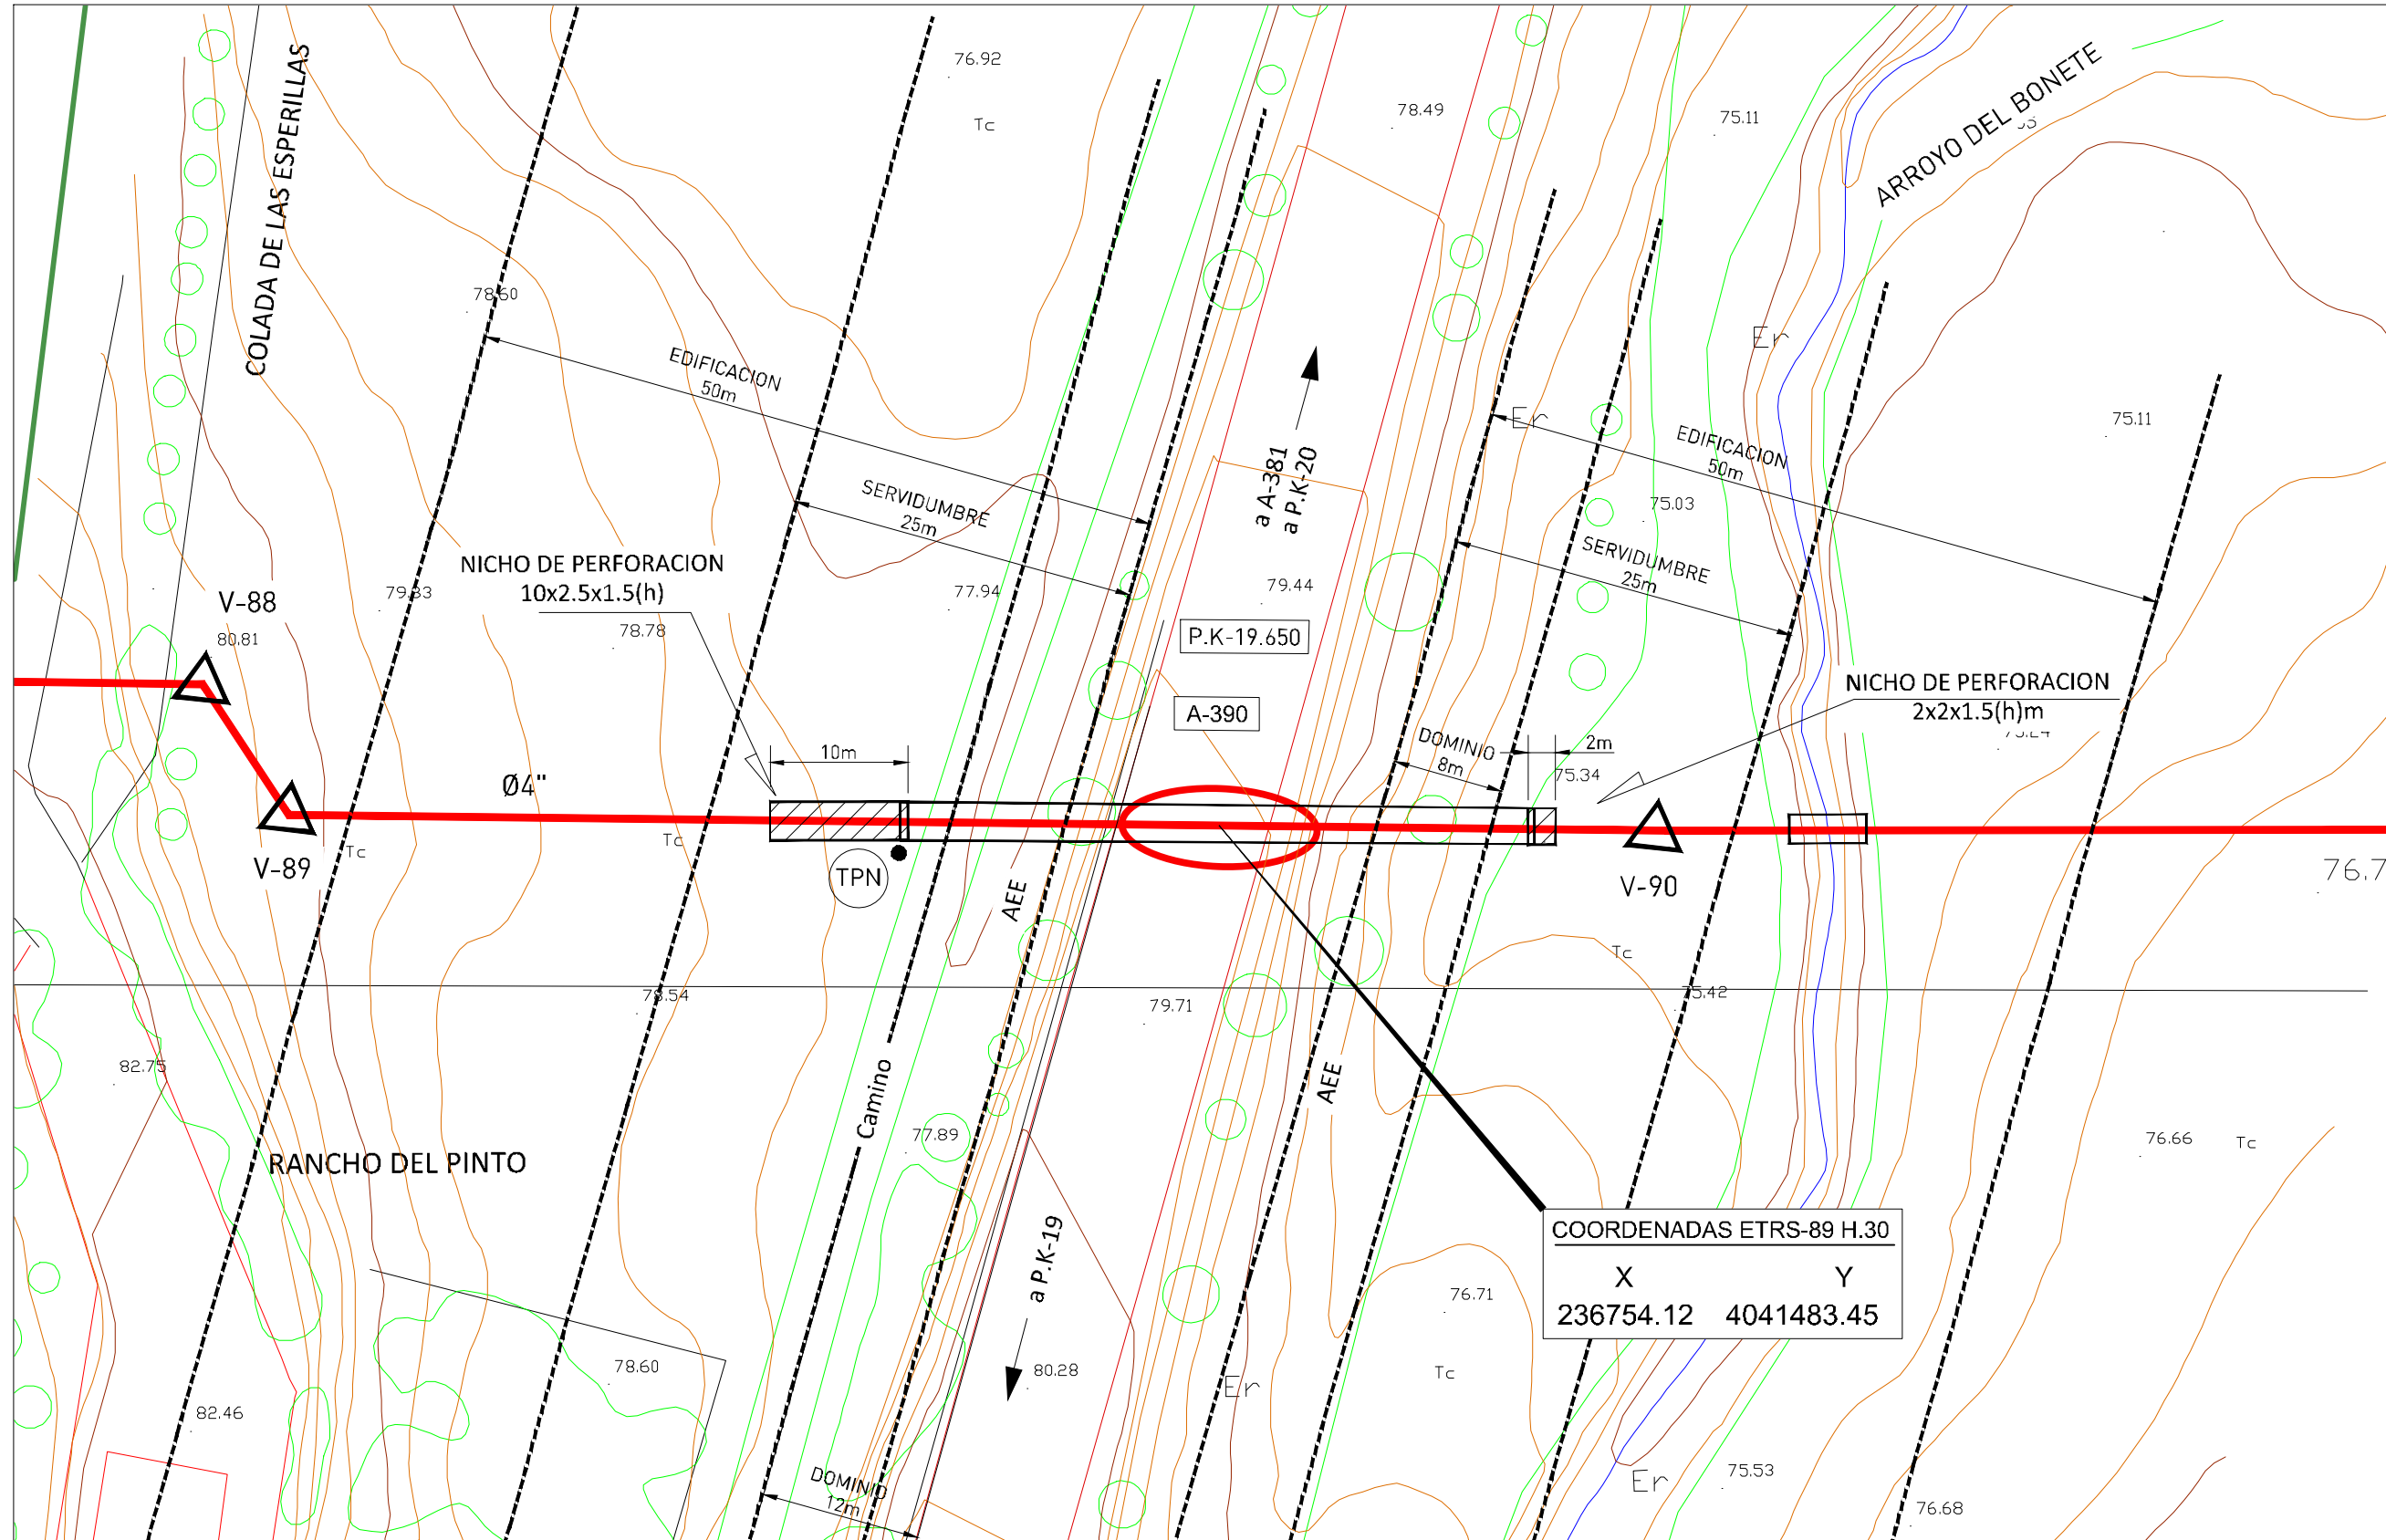 COLADA DE LAS ESPERILLAS
76.92
Tc
78.49
75.11
ARROYO DEL BONETE
78.60
EDIFICACION
50m
SERVIDUMBRE
25m
a A-381
a P.K-20
Er
Er
EDIFICACION
50m
75.11
75.03
SERVIDUMBRE
25m
NICHO DE PERFORACION
10x2.5x1.5(h)
78.78
79.83
77.94
79.44
V-88
80.81
P.K-19.650
A-390
NICHO DE PERFORACION
2x2x1.5(h)m
DOMINIO
8m
2m
75.34
10m
Ø4"
Tc
Tc
V-89
TPN
AEE
V-90
76.7
Tc
78.54
79.71
75.42
82.75
Camino
AEE
77.89
76.66
Tc
RANCHO DEL PINTO
a P.K-19
COORDENADAS ETRS-89 H.30
X Y
236754.12 4041483.45
76.71
78.60
80.28
Er
Tc
82.46
DOMINIO
12m
Er
75.53
76.68